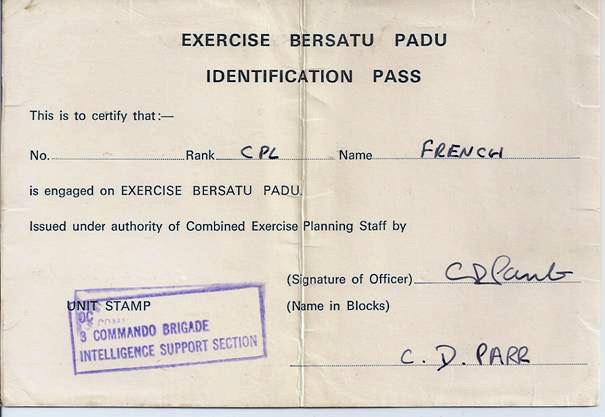 EXERCISE BERSATU PADU
IDENTIFICATION PASS
This is to certify that :—
No. Rank CPL Name FRENCH
is engaged on EXERCISE BERSATU PADU.
Issued under authority of Combined Exercise Planning Staff by
(Signature of Officer)
UNIT STAMP (Name in Blocks)
OC
3 COMMANDO BRIGADE
INTELLIGENCE SUPPORT SECTION
C. D. PARR